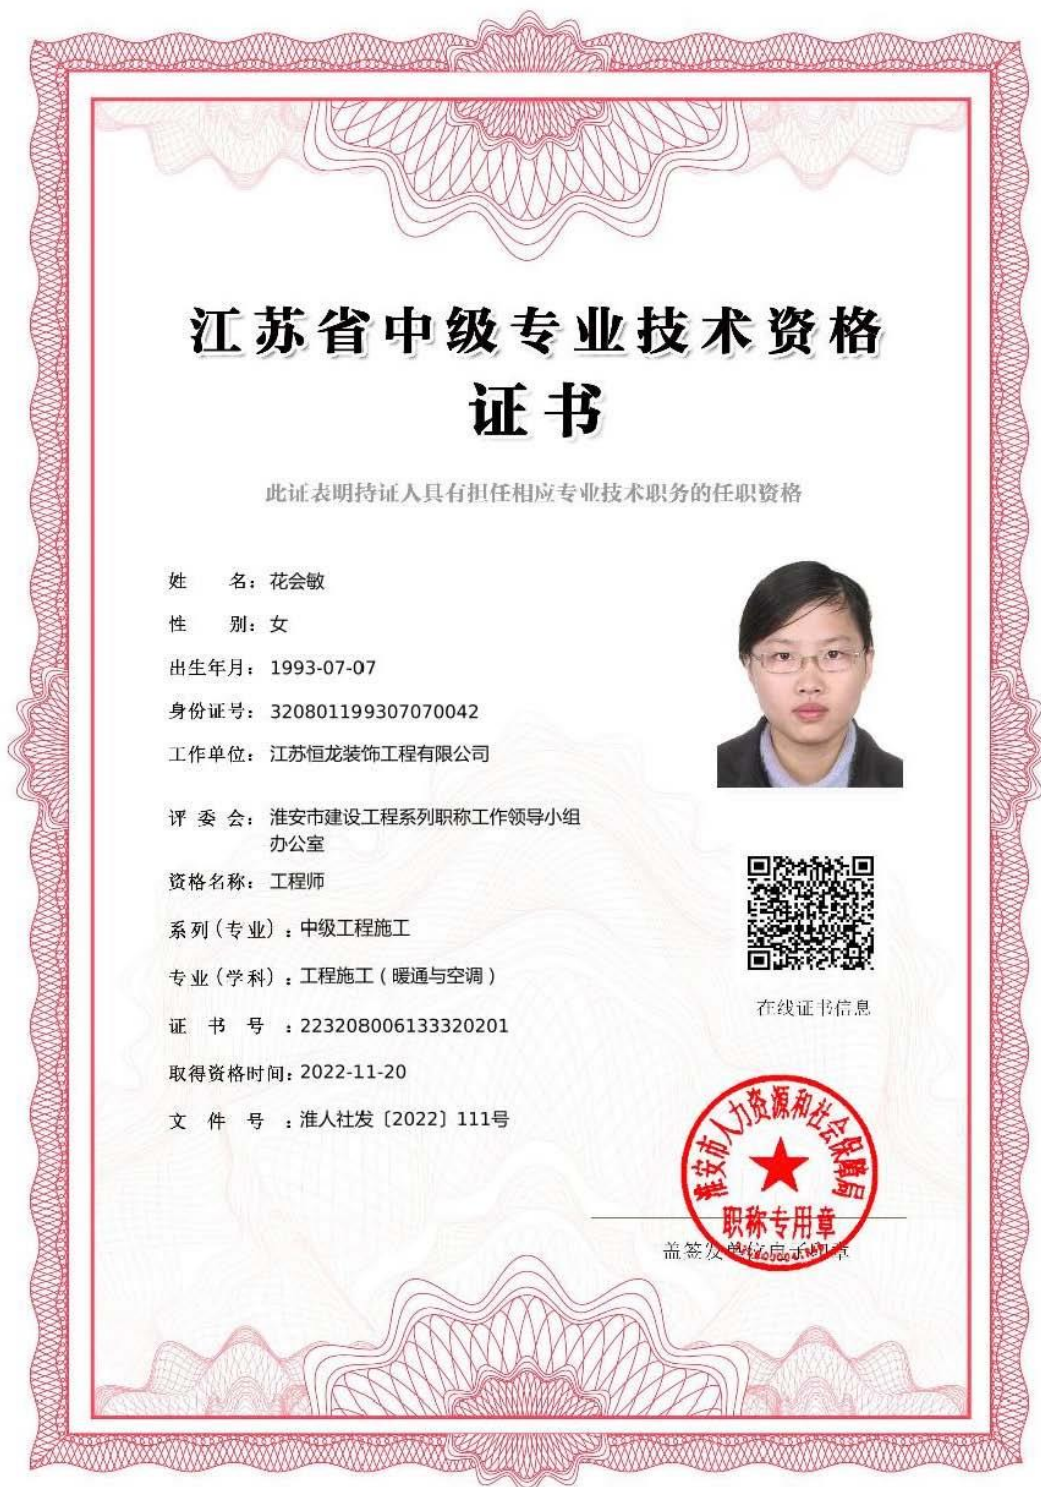 江苏省中级专业技术资格
证书
此证表明持证人具有担任相应专业技术职务的任职资格
姓 名：花会敏
性 别：女
出生年月：1993-07-07
身份证号：320801199307070042
工作单位：江苏恒龙装饰工程有限公司
评 委 会：淮安市建设工程系列职称工作领导小组
办公室
资格名称：工程师
系列(专业)：中级工程施工
专业(学科)：工程施工（暖通与空调）
证 书 号：223208006133320201
取得资格时间：2022-11-20
文 件 号：淮人社发〔2022〕111号
在线证书信息
淮安市人力资源和社会保障局
职称专用章
盖签发单位电子印章